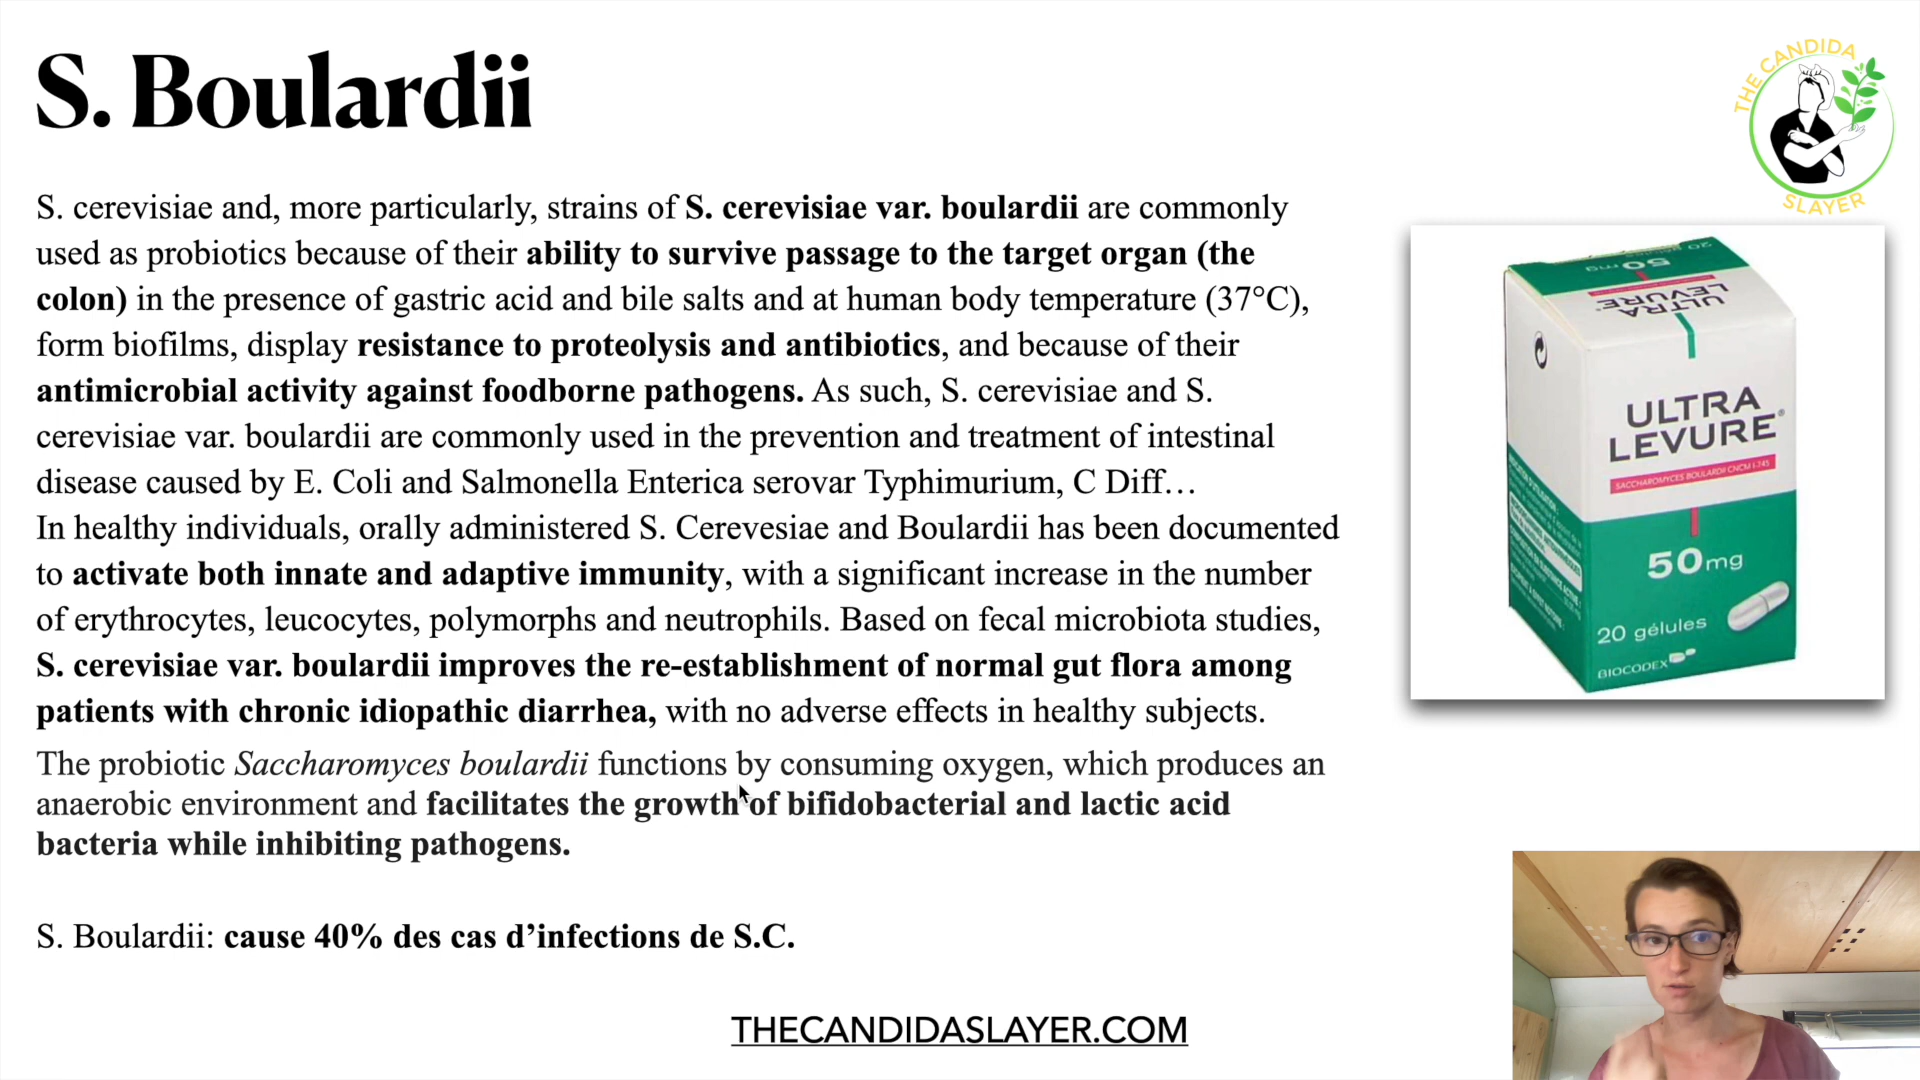 S. Boulardii
THE CANDIDA
SLAYER
S. cerevisiae and, more particularly, strains of S. cerevisiae var. boulardii are commonly
used as probiotics because of their ability to survive passage to the target organ (the
colon) in the presence of gastric acid and bile salts and at human body temperature (37°C),
form biofilms, display resistance to proteolysis and antibiotics, and because of their
antimicrobial activity against foodborne pathogens. As such, S. cerevisiae and S.
cerevisiae var. boulardii are commonly used in the prevention and treatment of intestinal
disease caused by E. Coli and Salmonella Enterica serovar Typhimurium, C Diff…
In healthy individuals, orally administered S. Cerevesiae and Boulardii has been documented
to activate both innate and adaptive immunity, with a significant increase in the number
of erythrocytes, leucocytes, polymorphs and neutrophils. Based on fecal microbiota studies,
S. cerevisiae var. boulardii improves the re-establishment of normal gut flora among
patients with chronic idiopathic diarrhea, with no adverse effects in healthy subjects.
The probiotic Saccharomyces boulardii functions by consuming oxygen, which produces an
anaerobic environment and facilitates the growth of bifidobacterial and lactic acid
bacteria while inhibiting pathogens.
S. Boulardii: cause 40% des cas d’infections de S.C.
20 gélules
50mg
ULTRA
LEVURE
ULTRA
LEVURE®
SACCHAROMYCES BOULARDII CNCM I-745
50mg
20 gélules
BIOCODEX
THECANDIDASLAYER.COM